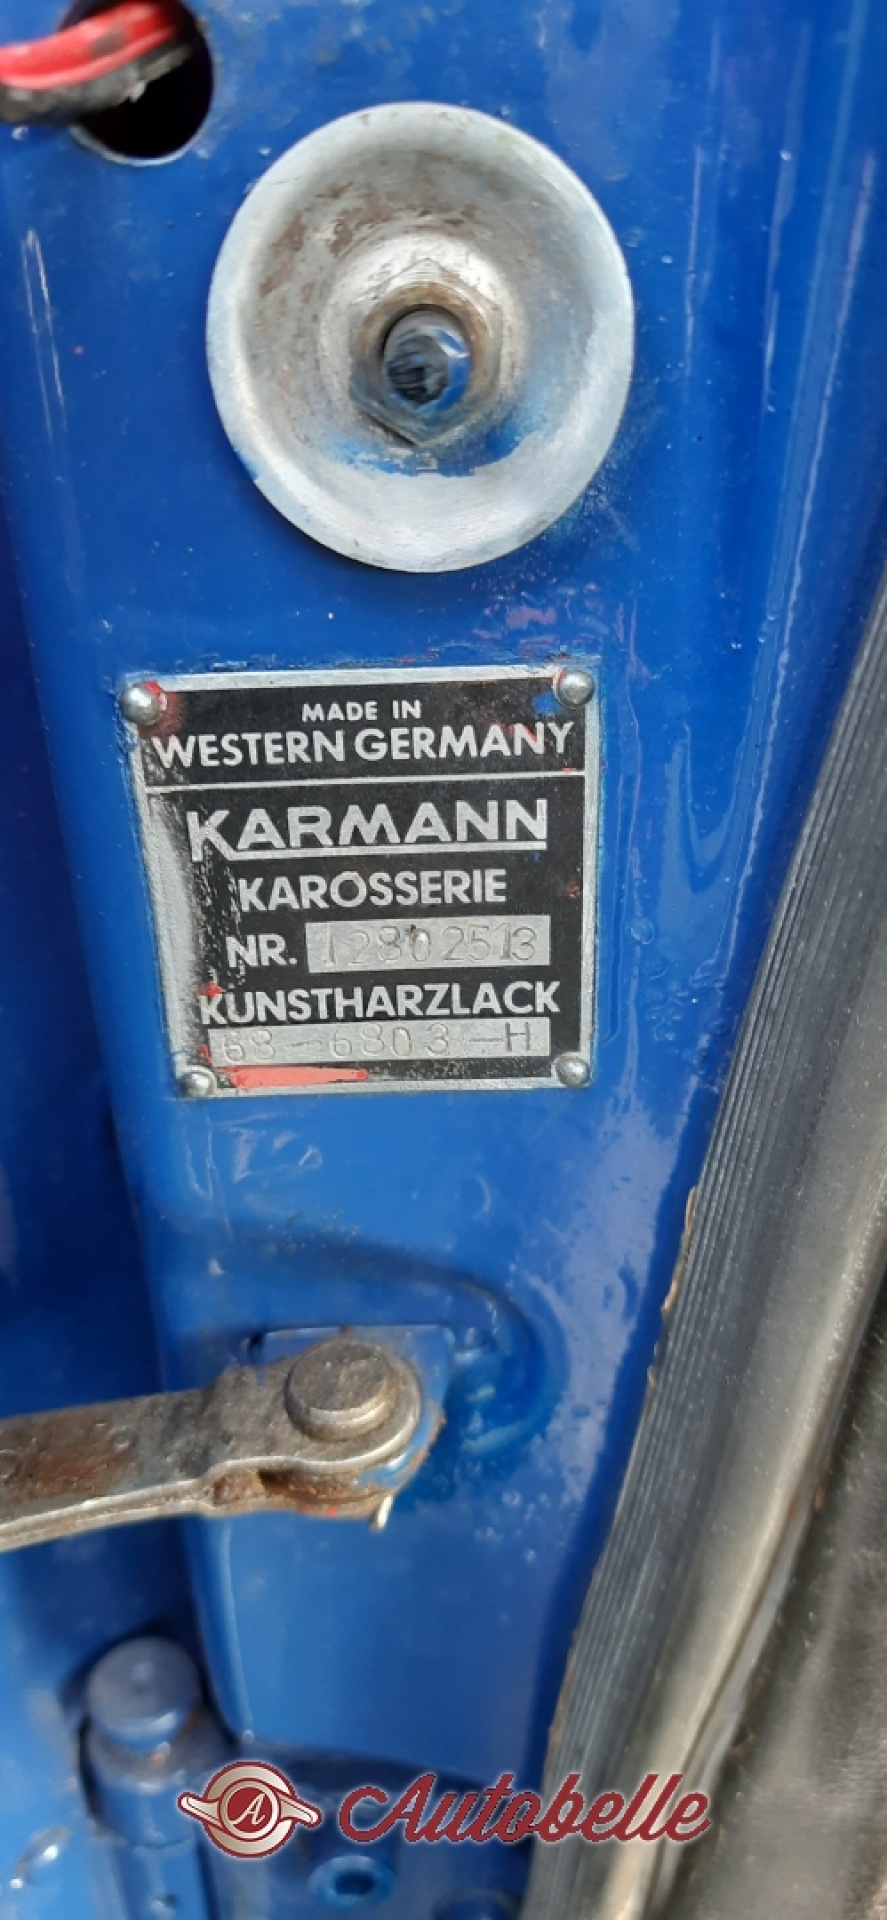 MADE IN
WESTERN GERMANY
KARMANN
KAROSSERIE
NR. 12802513
KUNSTHARZLACK
68-6803-H
A Autobelle